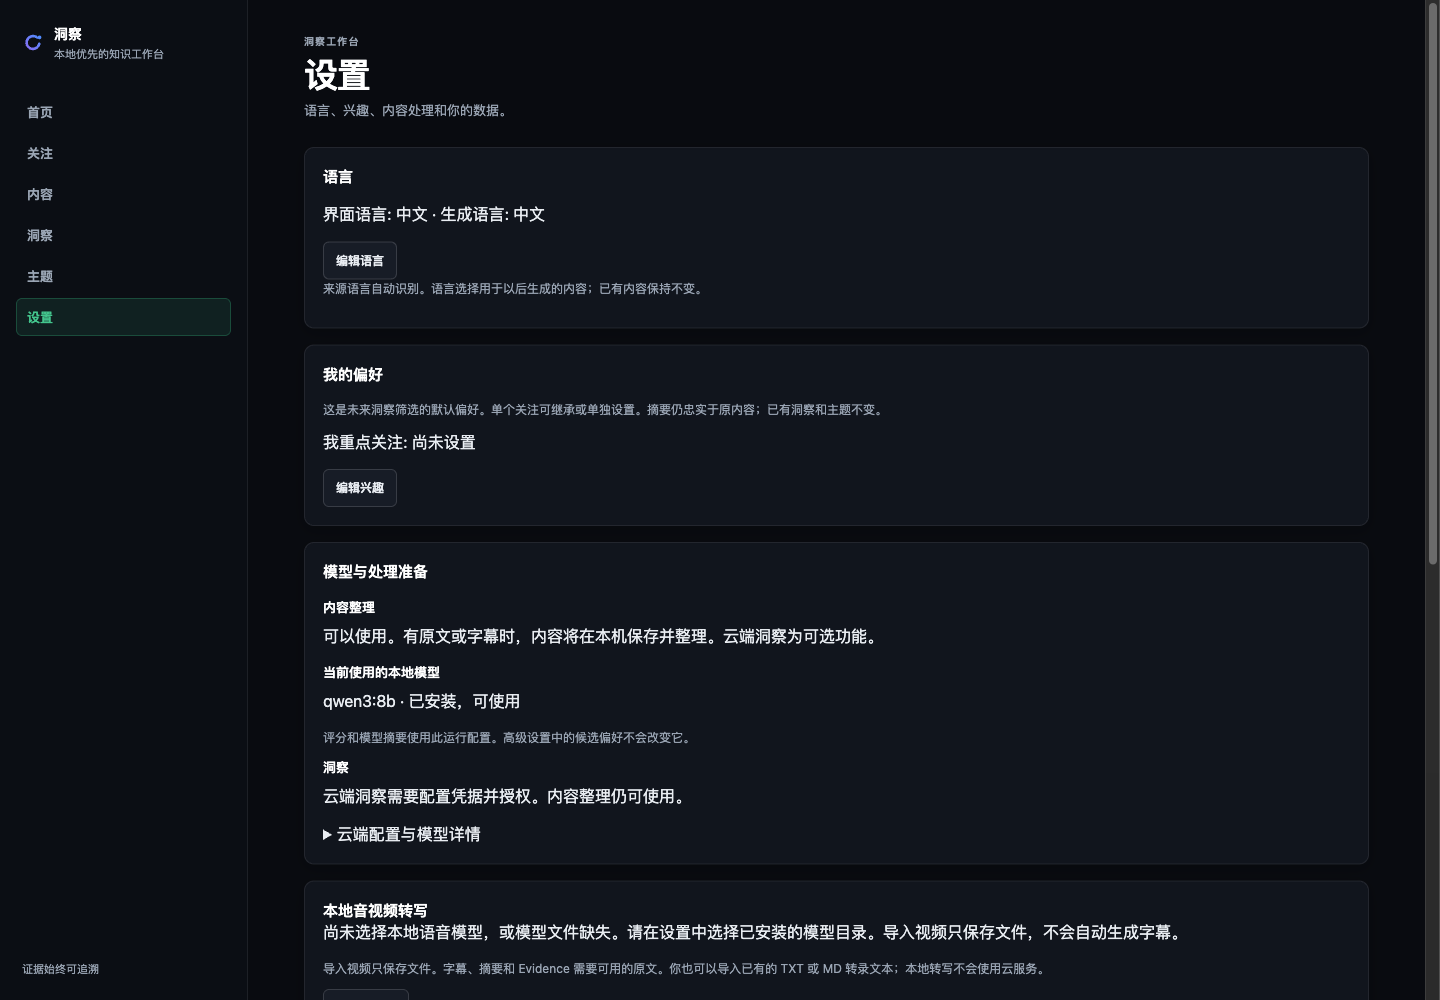 洞察
本地优先的知识工作台
首页
关注
内容
洞察
主题
设置
证据始终可追溯
洞察工作台
设置
语言、兴趣、内容处理和你的数据。
语言
界面语言: 中文 · 生成语言: 中文
编辑语言
来源语言自动识别。语言选择用于以后生成的内容；已有内容保持不变。
我的偏好
这是未来洞察筛选的默认偏好。单个关注可继承或单独设置。摘要仍忠实于原内容；已有洞察和主题不变。
我重点关注: 尚未设置
编辑兴趣
模型与处理准备
内容整理
可以使用。有原文或字幕时，内容将在本机保存并整理。云端洞察为可选功能。
当前使用的本地模型
qwen3:8b · 已安装，可使用
评分和模型摘要使用此运行配置。高级设置中的候选偏好不会改变它。
洞察
云端洞察需要配置凭据并授权。内容整理仍可使用。
▶ 云端配置与模型详情
本地音视频转写
尚未选择本地语音模型，或模型文件缺失。请在设置中选择已安装的模型目录。导入视频只保存文件，不会自动生成字幕。
导入视频只保存文件。字幕、摘要和 Evidence 需要可用的原文。你也可以导入已有的 TXT 或 MD 转录文本；本地转写不会使用云服务。